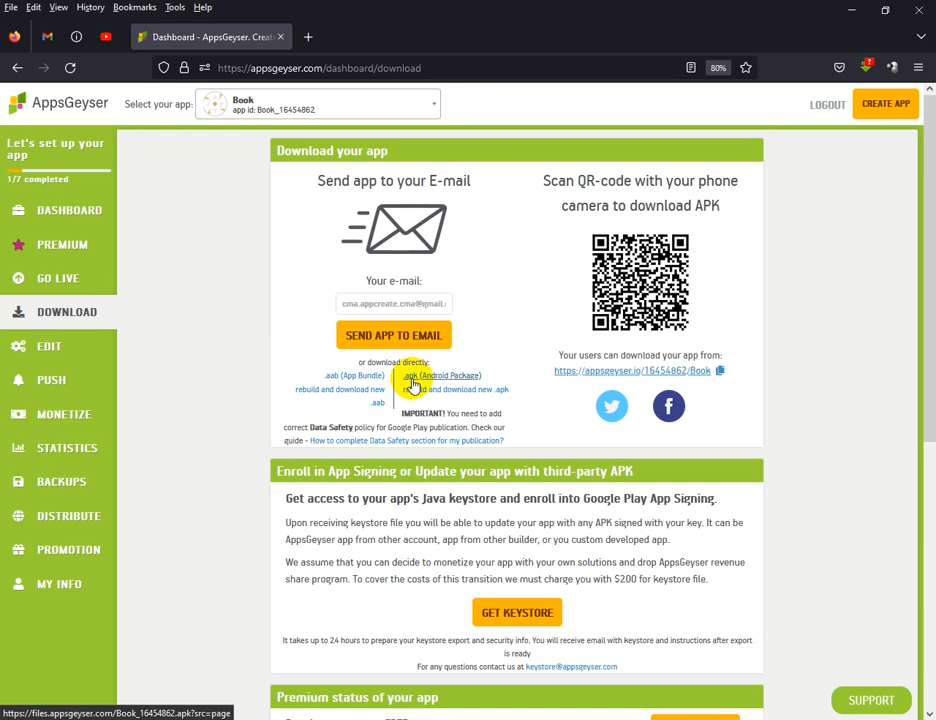 File Edit View History Bookmarks Tools Help
Dashboard - AppsGeyser. Creat
https://appsgeyser.com/dashboard/download
80%
AppsGeyser
Select your app:
Book
app id: Book_16454862
LOGOUT
CREATE APP
Let's set up your
app
1/7 completed
DASHBOARD
PREMIUM
GO LIVE
DOWNLOAD
EDIT
PUSH
MONETIZE
STATISTICS
BACKUPS
DISTRIBUTE
PROMOTION
MY INFO
Download your app
Send app to your E-mail
Your e-mail:
cma.appcreate.cma@gmail.
SEND APP TO EMAIL
or download directly:
.aab (App Bundle)
rebuild and download new
.aab
.apk (Android Package)
and download new .apk
IMPORTANT! You need to add
correct Data Safety policy for Google Play publication. Check our
guide - How to complete Data Safety section for my publication?
Scan QR-code with your phone
camera to download APK
Your users can download your app from:
https://appsgeyser.io/16454862/Book
Enroll in App Signing or Update your app with third-party APK
Get access to your app's Java keystore and enroll into Google Play App Signing.
Upon receiving keystore file you will be able to update your app with any APK signed with your key. It can be
AppsGeyser app from other account, app from other builder, or you custom developed app.
We assume that you can decide to monetize your app with your own solutions and drop AppsGeyser revenue
share program. To cover the costs of this transition we must charge you with $200 for keystore file.
GET KEYSTORE
It takes up to 24 hours to prepare your keystore export and security info. You will receive email with keystore and instructions after export
is ready
For any questions contact us at keystore@appsgeyser.com
Premium status of your app
SUPPORT
https://files.appsgeyser.com/Book_16454862.apk?src=page